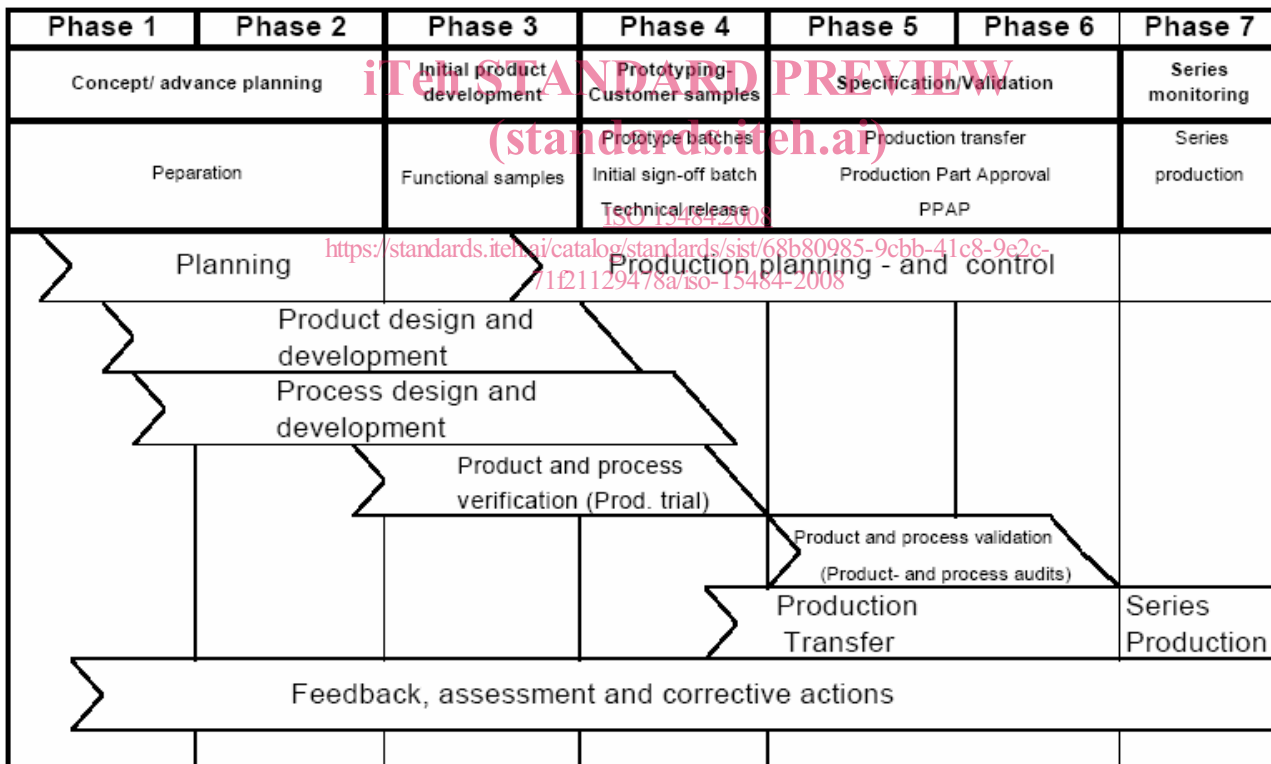 Phase 1 Phase 2 Phase 3 Phase 4 Phase 5 Phase 6 Phase 7
Concept/ advance planning
Initial product
development
Prototyping-
Customer samples
Specification/Validation
Series
monitoring
iTeh STANDARD PREVIEW
(standards.iteh.ai)
Peparation
Functional samples
Prototype batches
Initial sign-off batch
Technical release
Production transfer
Production Part Approval
PPAP
Series
production
ISO 15484:2008
https://standards.iteh.ai/catalog/standards/sist/68b80985-9cbb-41c8-9e2c-
71f21129478a/iso-15484-2008
Planning
Production planning - and control
Product design and
development
Process design and
development
Product and process
verification (Prod. trial)
Product and process validation
(Product- and process audits)
Production
Transfer
Series
Production
Feedback, assessment and corrective actions